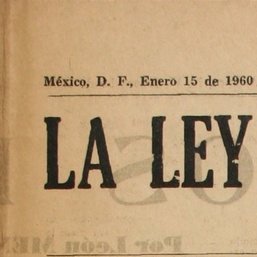 México, D. F., Enero 15 de 1960
LA LEY